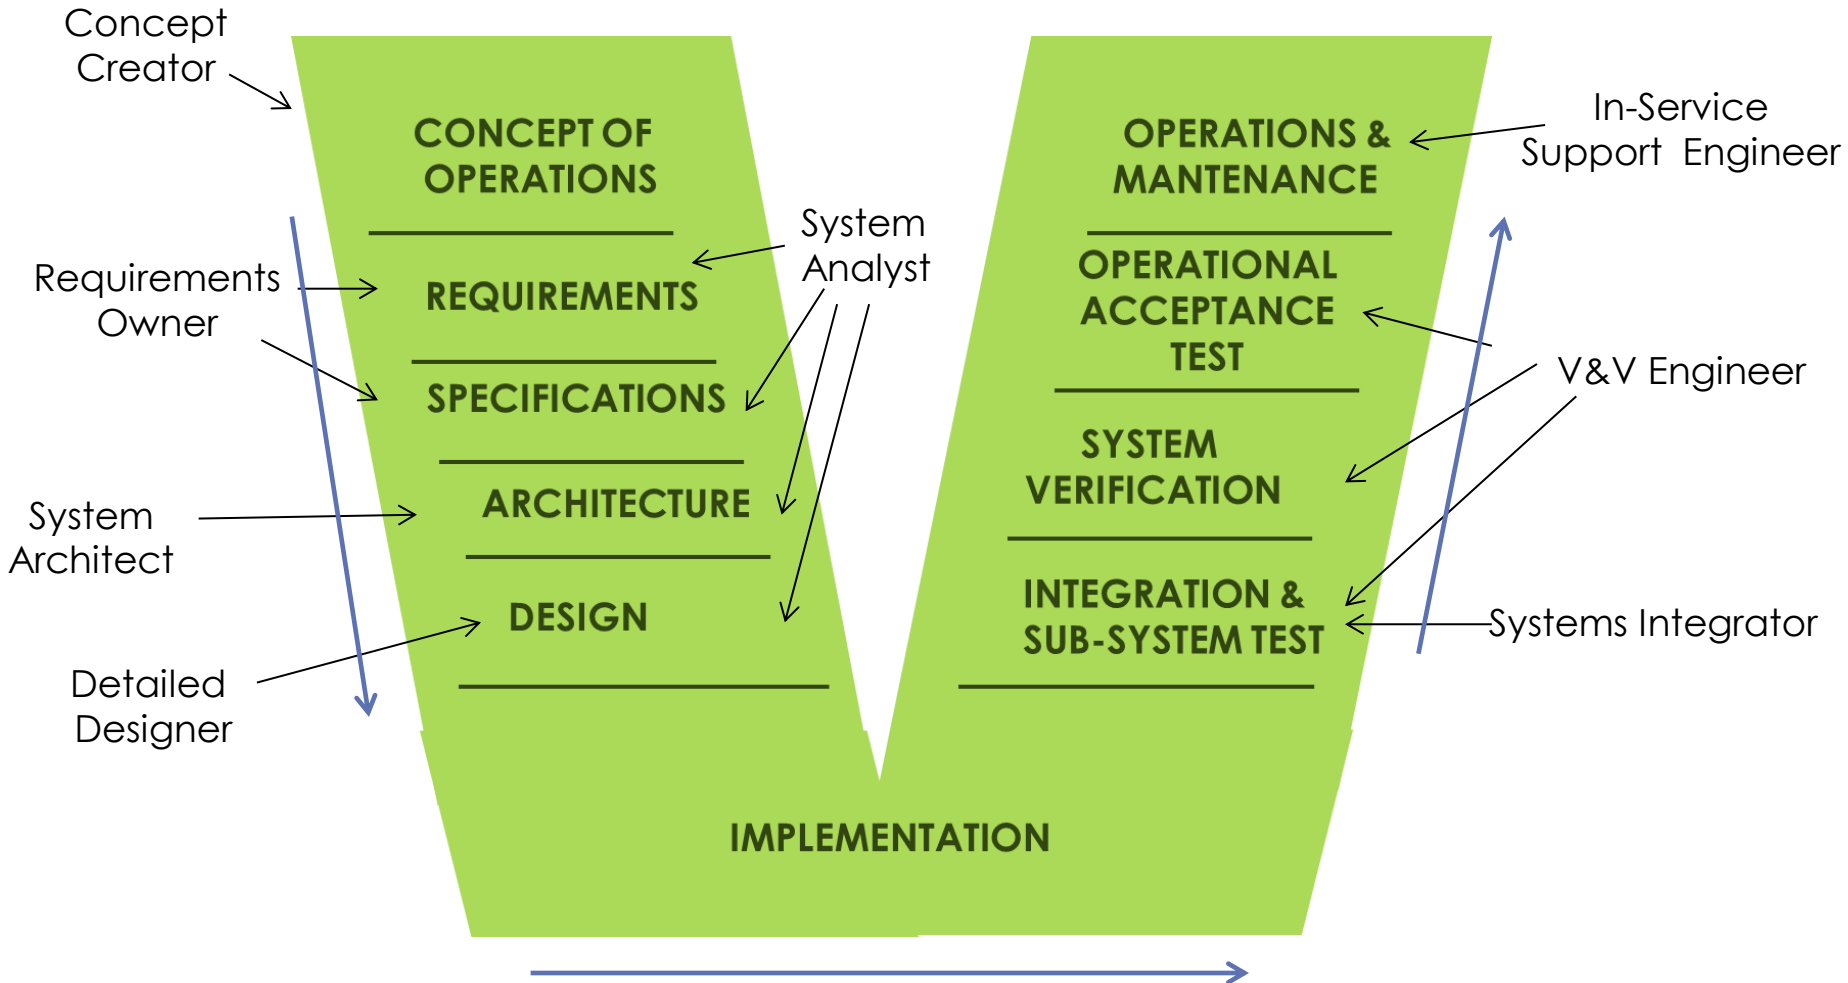 Concept
Creator
CONCEPT OF
OPERATIONS
Requirements
Owner
REQUIREMENTS
System
Analyst
SPECIFICATIONS
System
Architect
ARCHITECTURE
Detailed
Designer
DESIGN
IMPLEMENTATION
OPERATIONS &
MANTENANCE
In-Service
Support Engineer
OPERATIONAL
ACCEPTANCE
TEST
V&V Engineer
SYSTEM
VERIFICATION
INTEGRATION &
SUB-SYSTEM TEST
Systems Integrator